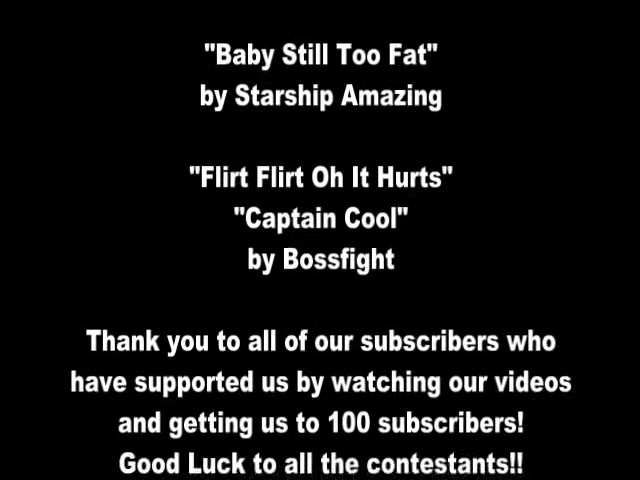 "Baby Still Too Fat"
by Starship Amazing
"Flirt Flirt Oh It Hurts"
"Captain Cool"
by Bossfight
Thank you to all of our subscribers who
have supported us by watching our videos
and getting us to 100 subscribers!
Good Luck to all the contestants!!